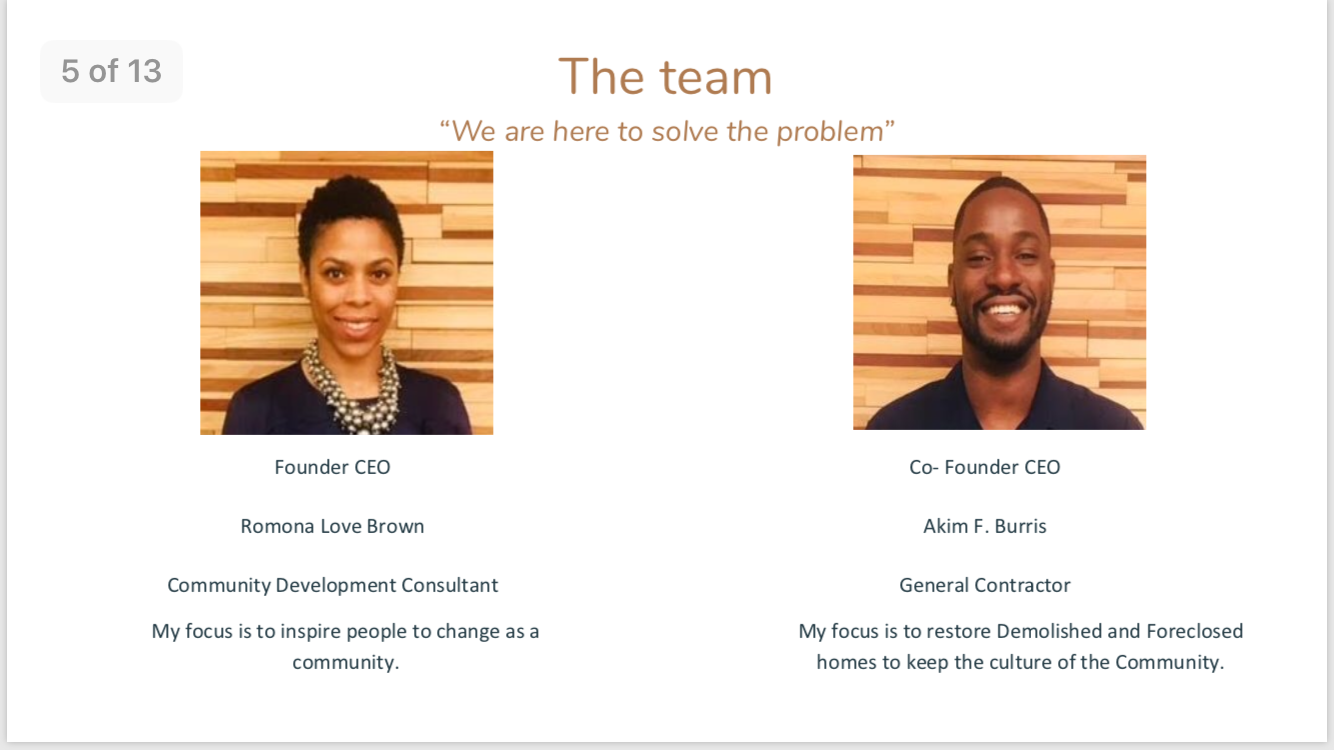 5 of 13
The team
“We are here to solve the problem”
Founder CEO
Romona Love Brown
Community Development Consultant
My focus is to inspire people to change as a
community.
Co- Founder CEO
Akim F. Burris
General Contractor
My focus is to restore Demolished and Foreclosed
homes to keep the culture of the Community.